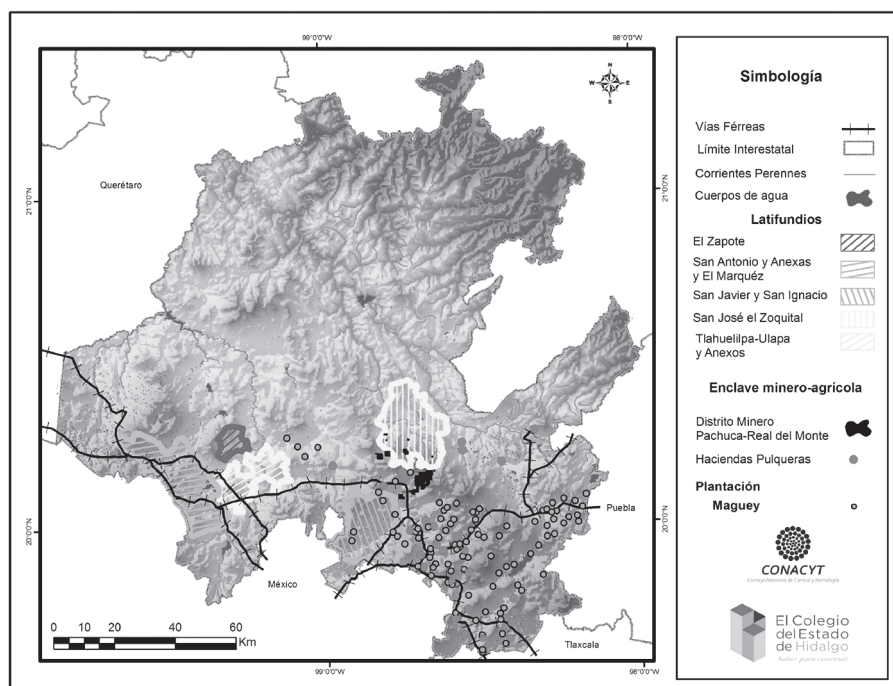 99°0'0"W
98°0'0"W
N
W
E
S
21°0'0"N
21°0'0"N
Querétaro
20°0'0"N
20°0'0"N
Puebla
México
Tlaxcala
0 10 20 40 60
Km
99°0'0"W
98°0'0"W
Simbología
Vías Férreas
Límite Interestatal
Corrientes Perennes
Cuerpos de agua
Latifundios
El Zapote
San Antonio y Anexas
y El Marquéz
San Javier y San Ignacio
San José el Zoquital
Tlahuelilpa-Ulapa
y Anexos
Enclave minero-agrícola
Distrito Minero
Pachuca-Real del Monte
Haciendas Pulqueras
Plantación
Maguey
CONACYT
Consejo Nacional de Ciencia y Tecnología
El Colegio
del Estado
de Hidalgo
Saber para construir